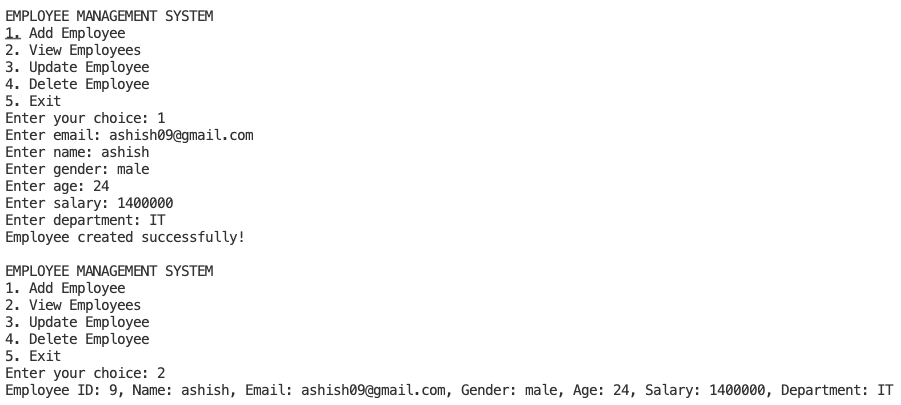 EMPLOYEE MANAGEMENT SYSTEM
1. Add Employee
2. View Employees
3. Update Employee
4. Delete Employee
5. Exit
Enter your choice: 1
Enter email: ashish09@gmail.com
Enter name: ashish
Enter gender: male
Enter age: 24
Enter salary: 1400000
Enter department: IT
Employee created successfully!
EMPLOYEE MANAGEMENT SYSTEM
1. Add Employee
2. View Employees
3. Update Employee
4. Delete Employee
5. Exit
Enter your choice: 2
Employee ID: 9, Name: ashish, Email: ashish09@gmail.com, Gender: male, Age: 24, Salary: 1400000, Department: IT